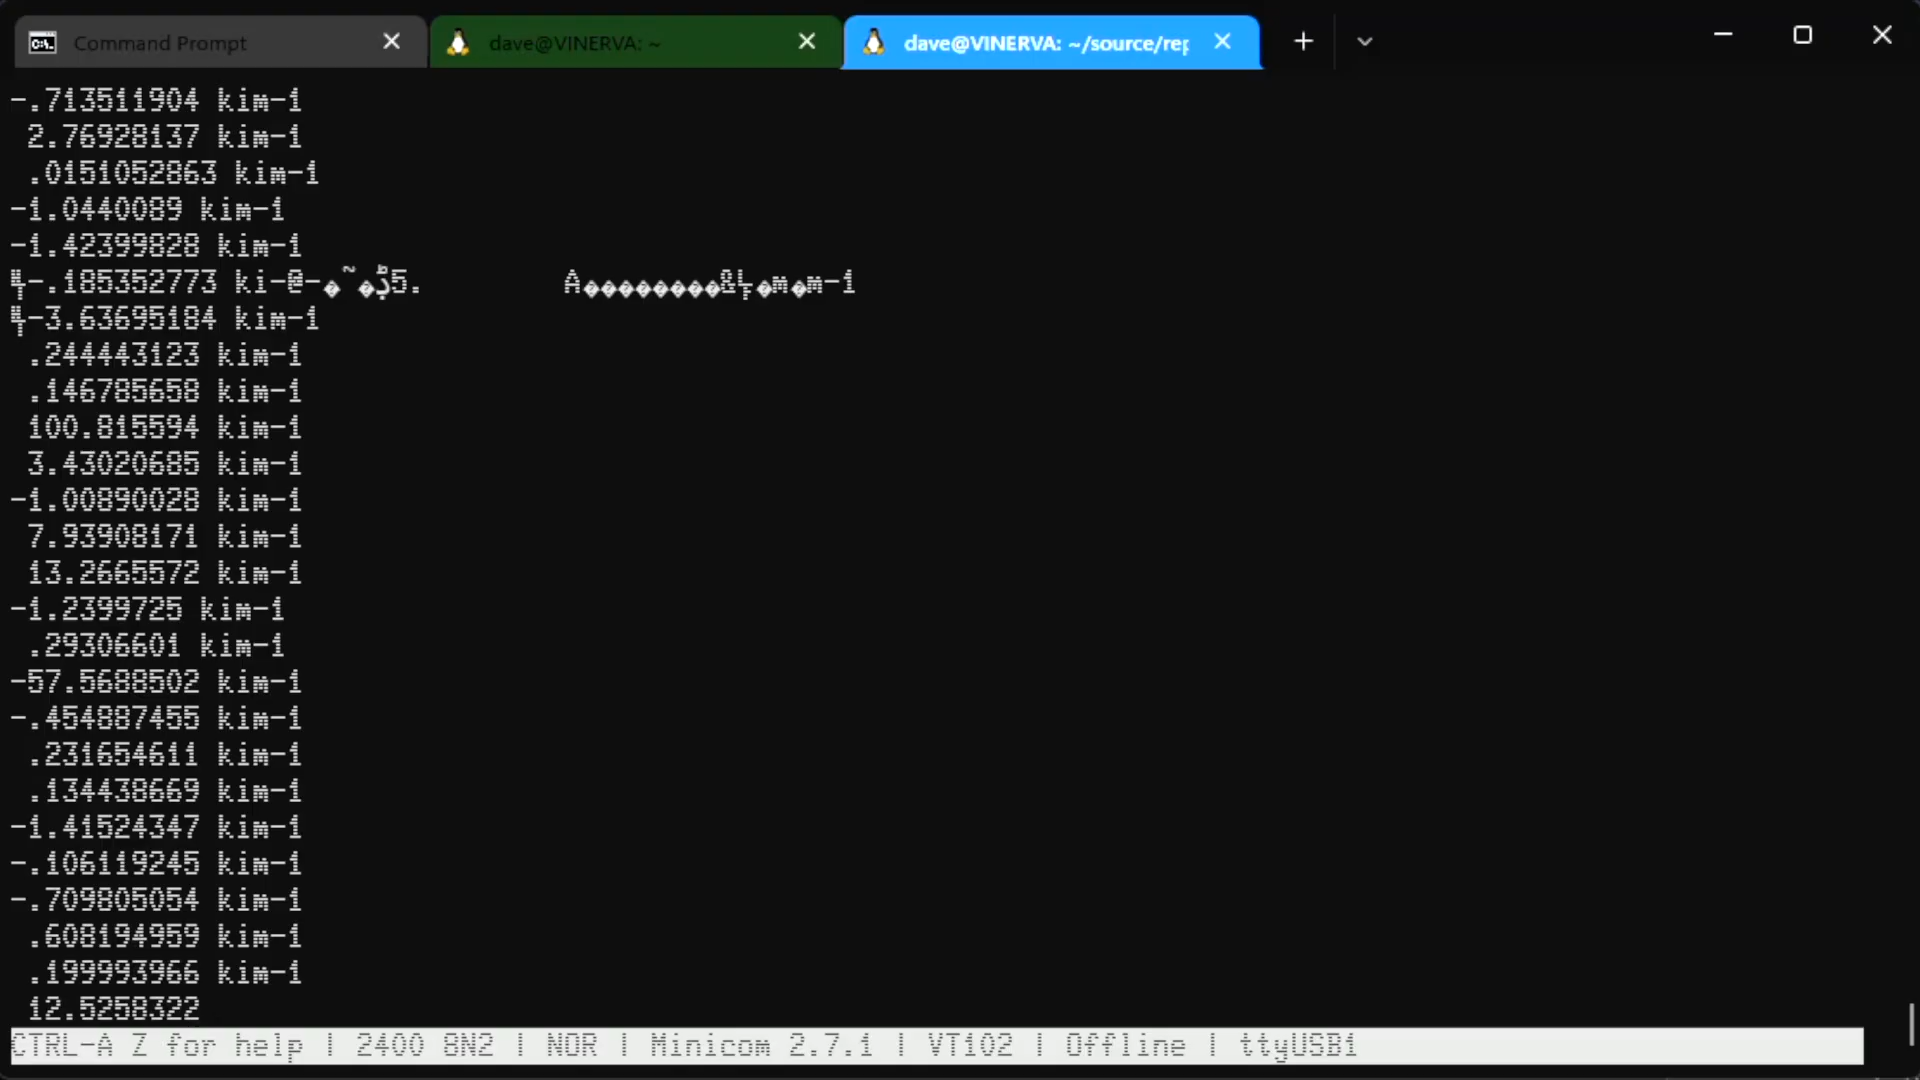 Command Prompt
dave@VINERVA: ~
dave@VINERVA: ~/source/rep
-.713511904 kim-1
2.76928137 kim-1
.0151052863 kim-1
-1.0440089 kim-1
-1.42399828 kim-1
-.185352773 ki-@-�˜�5. A���������&�m�m-1
-3.63695184 kim-1
.244443123 kim-1
.146785658 kim-1
100.815594 kim-1
3.43020685 kim-1
-1.00890028 kim-1
7.93908171 kim-1
13.2665572 kim-1
-1.2399725 kim-1
.29306601 kim-1
-57.5688502 kim-1
-.454887455 kim-1
.231654611 kim-1
.134438669 kim-1
-1.41524347 kim-1
-.106119245 kim-1
-.709805054 kim-1
.608194959 kim-1
.199993966 kim-1
12.5258322
CTRL-A Z for help | 2400 8N2 | NOR | Minicom 2.7.1 | VT102 | Offline | ttyUSB1